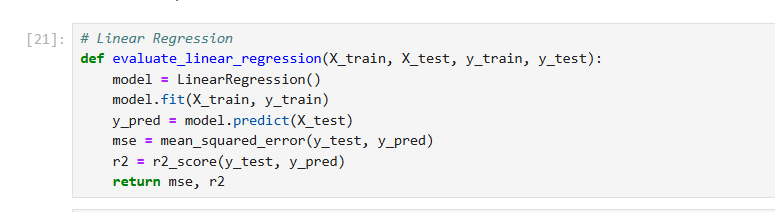 [21]: # Linear Regression
def evaluate_linear_regression(X_train, X_test, y_train, y_test):
    model = LinearRegression()
    model.fit(X_train, y_train)
    y_pred = model.predict(X_test)
    mse = mean_squared_error(y_test, y_pred)
    r2 = r2_score(y_test, y_pred)
    return mse, r2